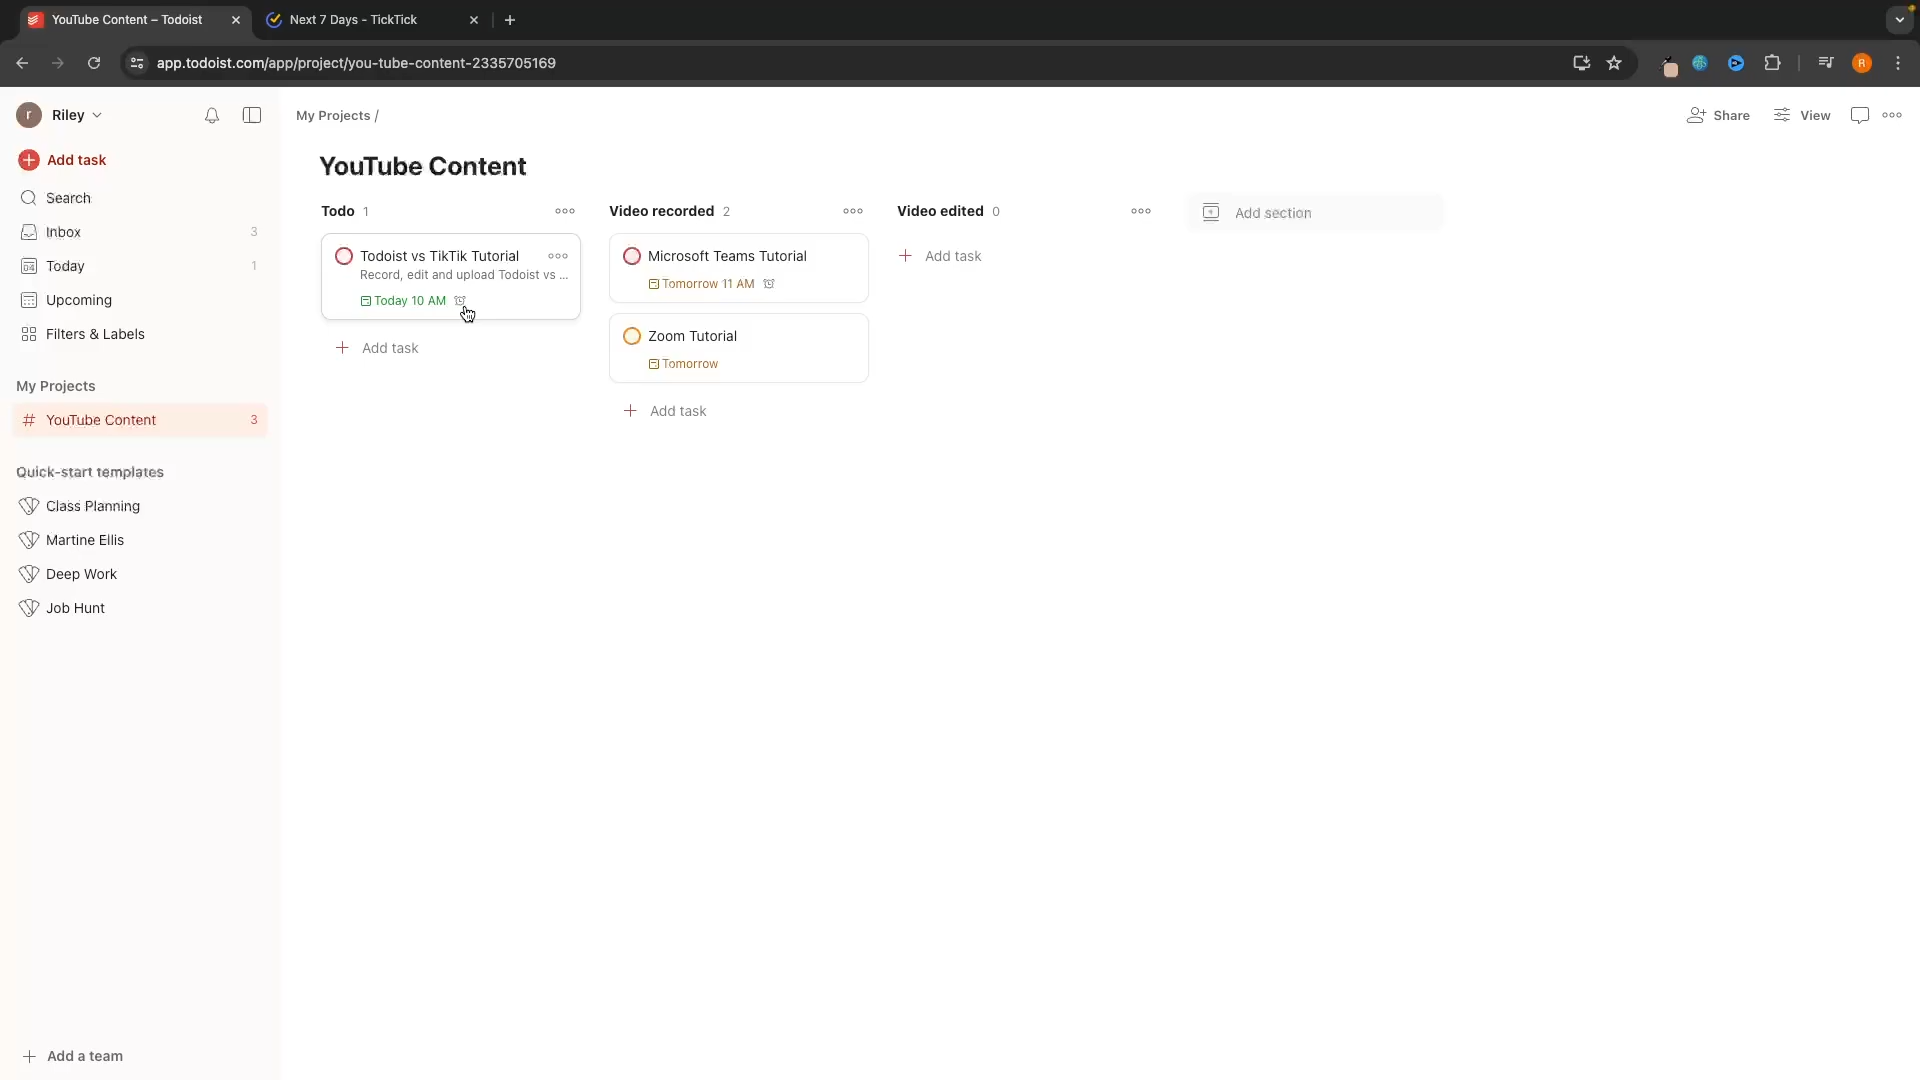 YouTube Content – Todoist
Next 7 Days - TickTick
app.todoist.com/app/project/you-tube-content-2335705169
R
r
Riley
Add task
Search
Inbox 3
04 Today 1
Upcoming
Filters & Labels
My Projects
# YouTube Content 3
Quick-start templates
Class Planning
Martine Ellis
Deep Work
Job Hunt
Add a team
My Projects /
Share
View
YouTube Content
Todo 1
Todoist vs TikTik Tutorial
Record, edit and upload Todoist vs ...
Today 10 AM
Add task
Video recorded 2
Microsoft Teams Tutorial
Tomorrow 11 AM
Zoom Tutorial
Tomorrow
Add task
Video edited 0
Add task
Add section